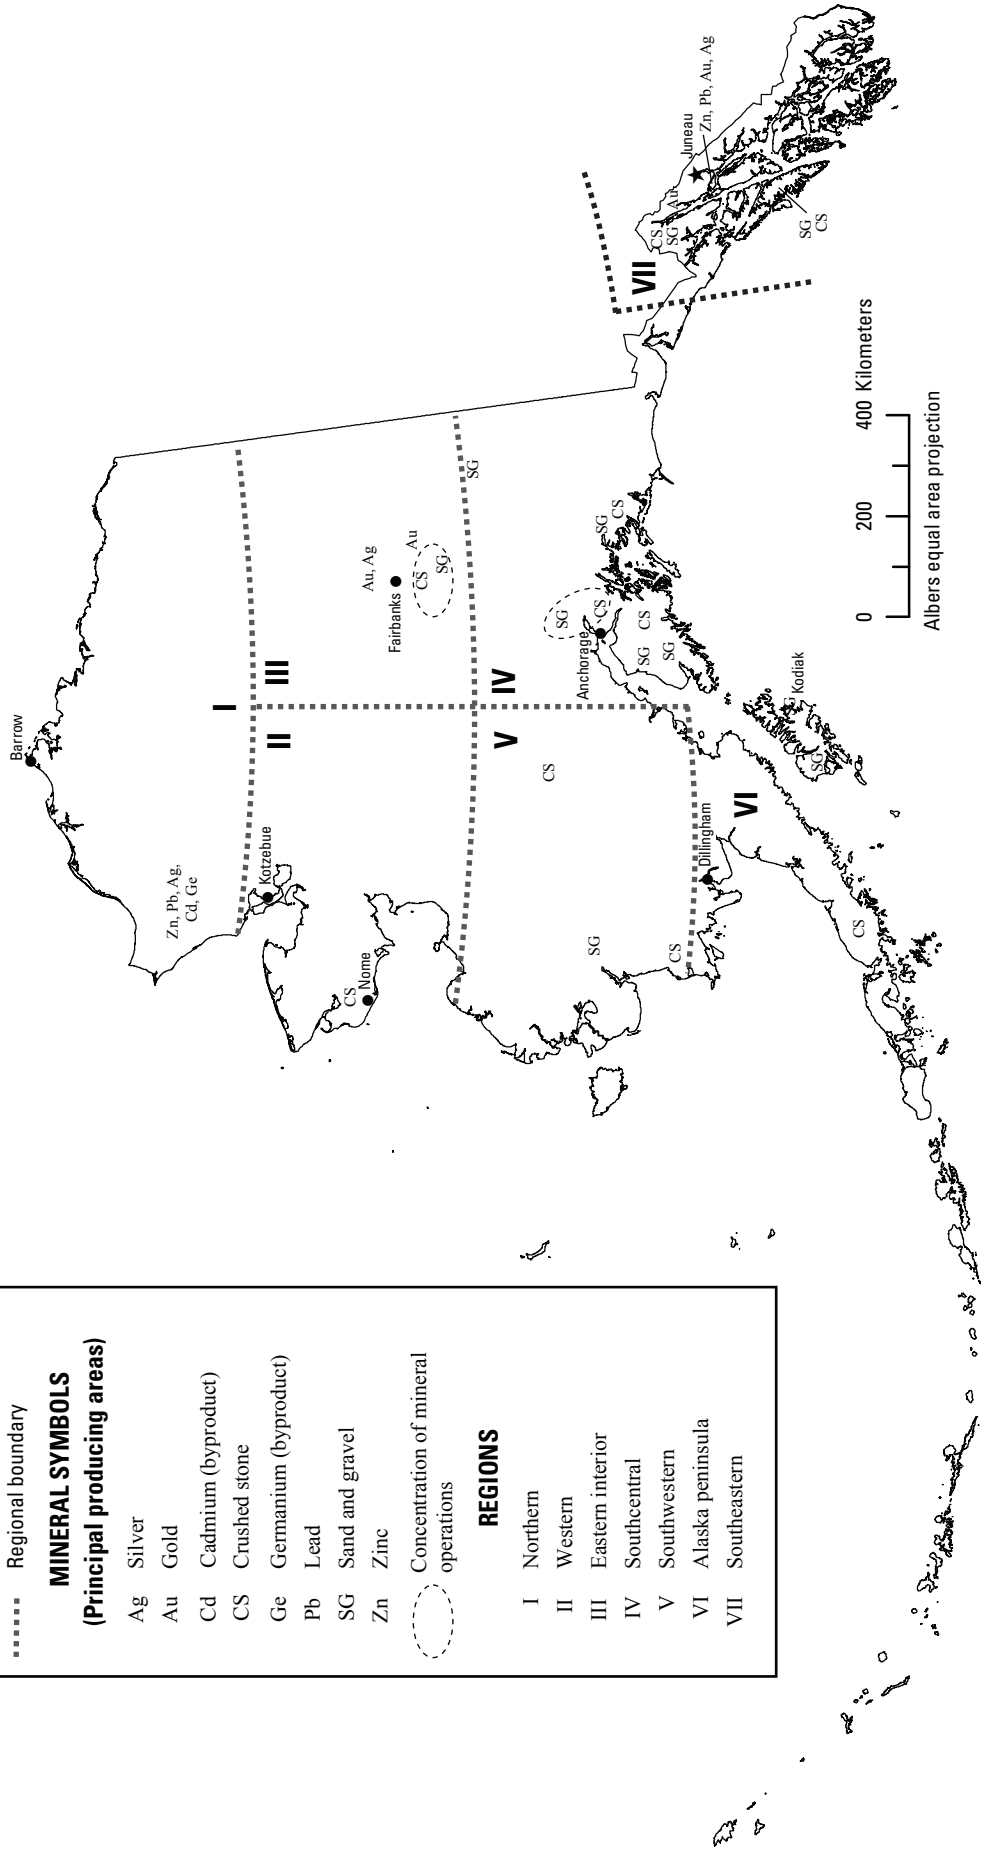 Regional boundary
MINERAL SYMBOLS
(Principal producing areas)
Ag Silver
Au Gold
Cd Cadmium (byproduct)
CS Crushed stone
Ge Germanium (byproduct)
Pb Lead
SG Sand and gravel
Zn Zinc
Concentration of mineral
operations
REGIONS
I Northern
II Western
III Eastern interior
IV Southcentral
V Southwestern
VI Alaska peninsula
VII Southeastern
Barrow
Zn, Pb, Ag,
Cd, Ge
I
Kotzebue
II
III
CS
Nome
Au, Ag
Fairbanks
Au
CS
SG
SG
V
IV
CS
SG
CS
SG
CS
Anchorage
SG
CS
SG
CS
SG
Dillingham
VI
SG
Kodiak
SG
CS
VII
CS
SG
Au
Juneau
Zn, Pb, Au, Ag
SG
CS
0 200 400 Kilometers
Albers equal area projection